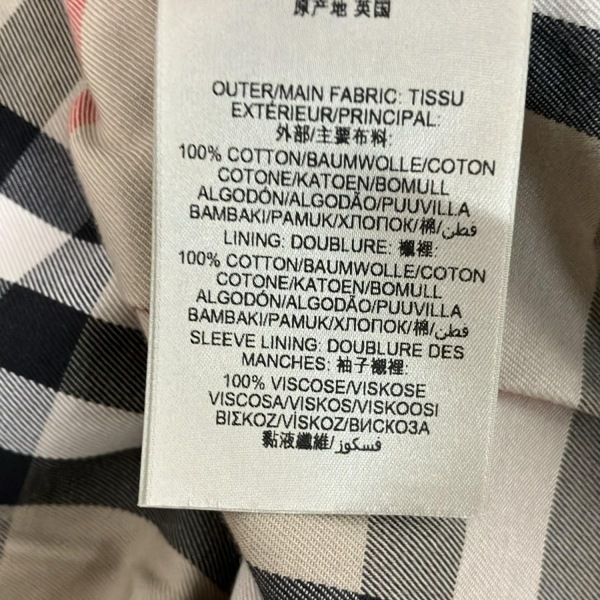 原产地 英国
OUTER/MAIN FABRIC: TISSU
EXTÉRIEUR/PRINCIPAL:
外部/主要布料:
100% COTTON/BAUMWOLLE/COTON
COTONE/KATOEN/BOMULL
ALGODÓN/ALGODÃO/PUUVILLA
BAMBAKI/PAMUK/ХЛОПОК/棉/قطن
LINING: DOUBLURE: 襯裡:
100% COTTON/BAUMWOLLE/COTON
COTONE/KATOEN/BOMULL
ALGODÓN/ALGODÃO/PUUVILLA
BAMBAKI/PAMUK/ХЛОПОК/棉/قطن
SLEEVE LINING: DOUBLURE DES
MANCHES: 袖子襯裡:
100% VISCOSE/VISKOSE
VISCOSA/VISKOS/VISKOOSI
ΒΙΣΚΟΖ/VİSKOZ/ВИСКОЗА
黏液纖維/فسكوز